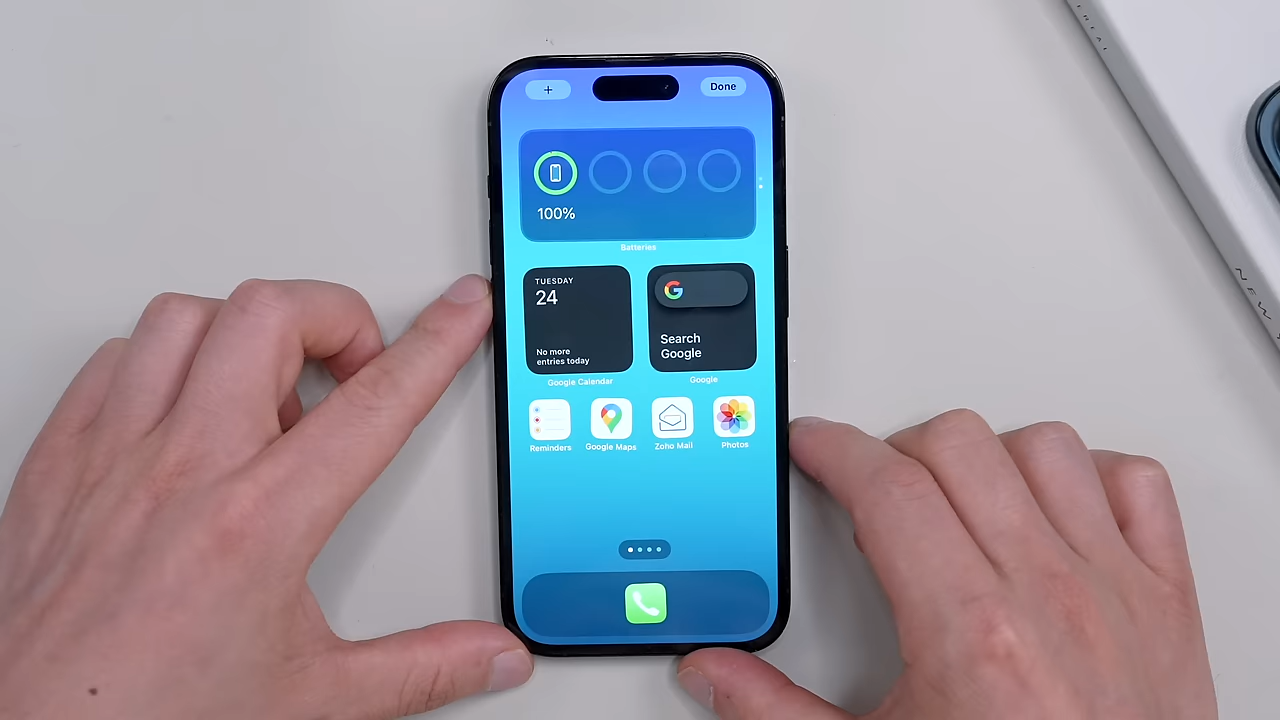 +
Done
100%
Batteries
TUESDAY
24
No more
entries today
Google Calendar
G
Search
Google
Google
Reminders
Google Maps
Zoho Mail
Photos
NEW